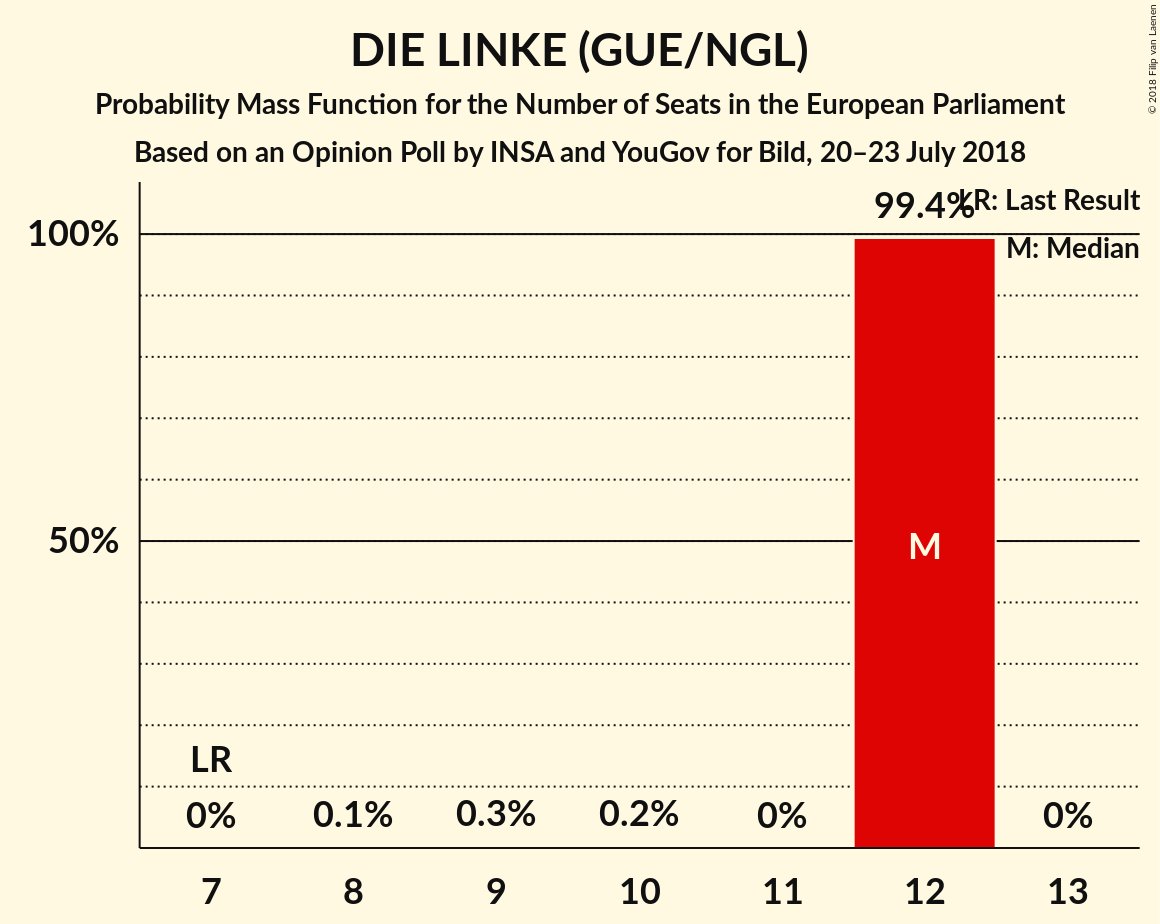 DIE LINKE (GUE/NGL)
Probability Mass Function for the Number of Seats in the European Parliament
Based on an Opinion Poll by INSA and YouGov for Bild, 20–23 July 2018
© 2018 Filip van Laenen
LR: Last Result
M: Median
99.4%
100%
50%
M
LR
0%
0.1%
0.3%
0.2%
0%
0%
7
8
9
10
11
12
13